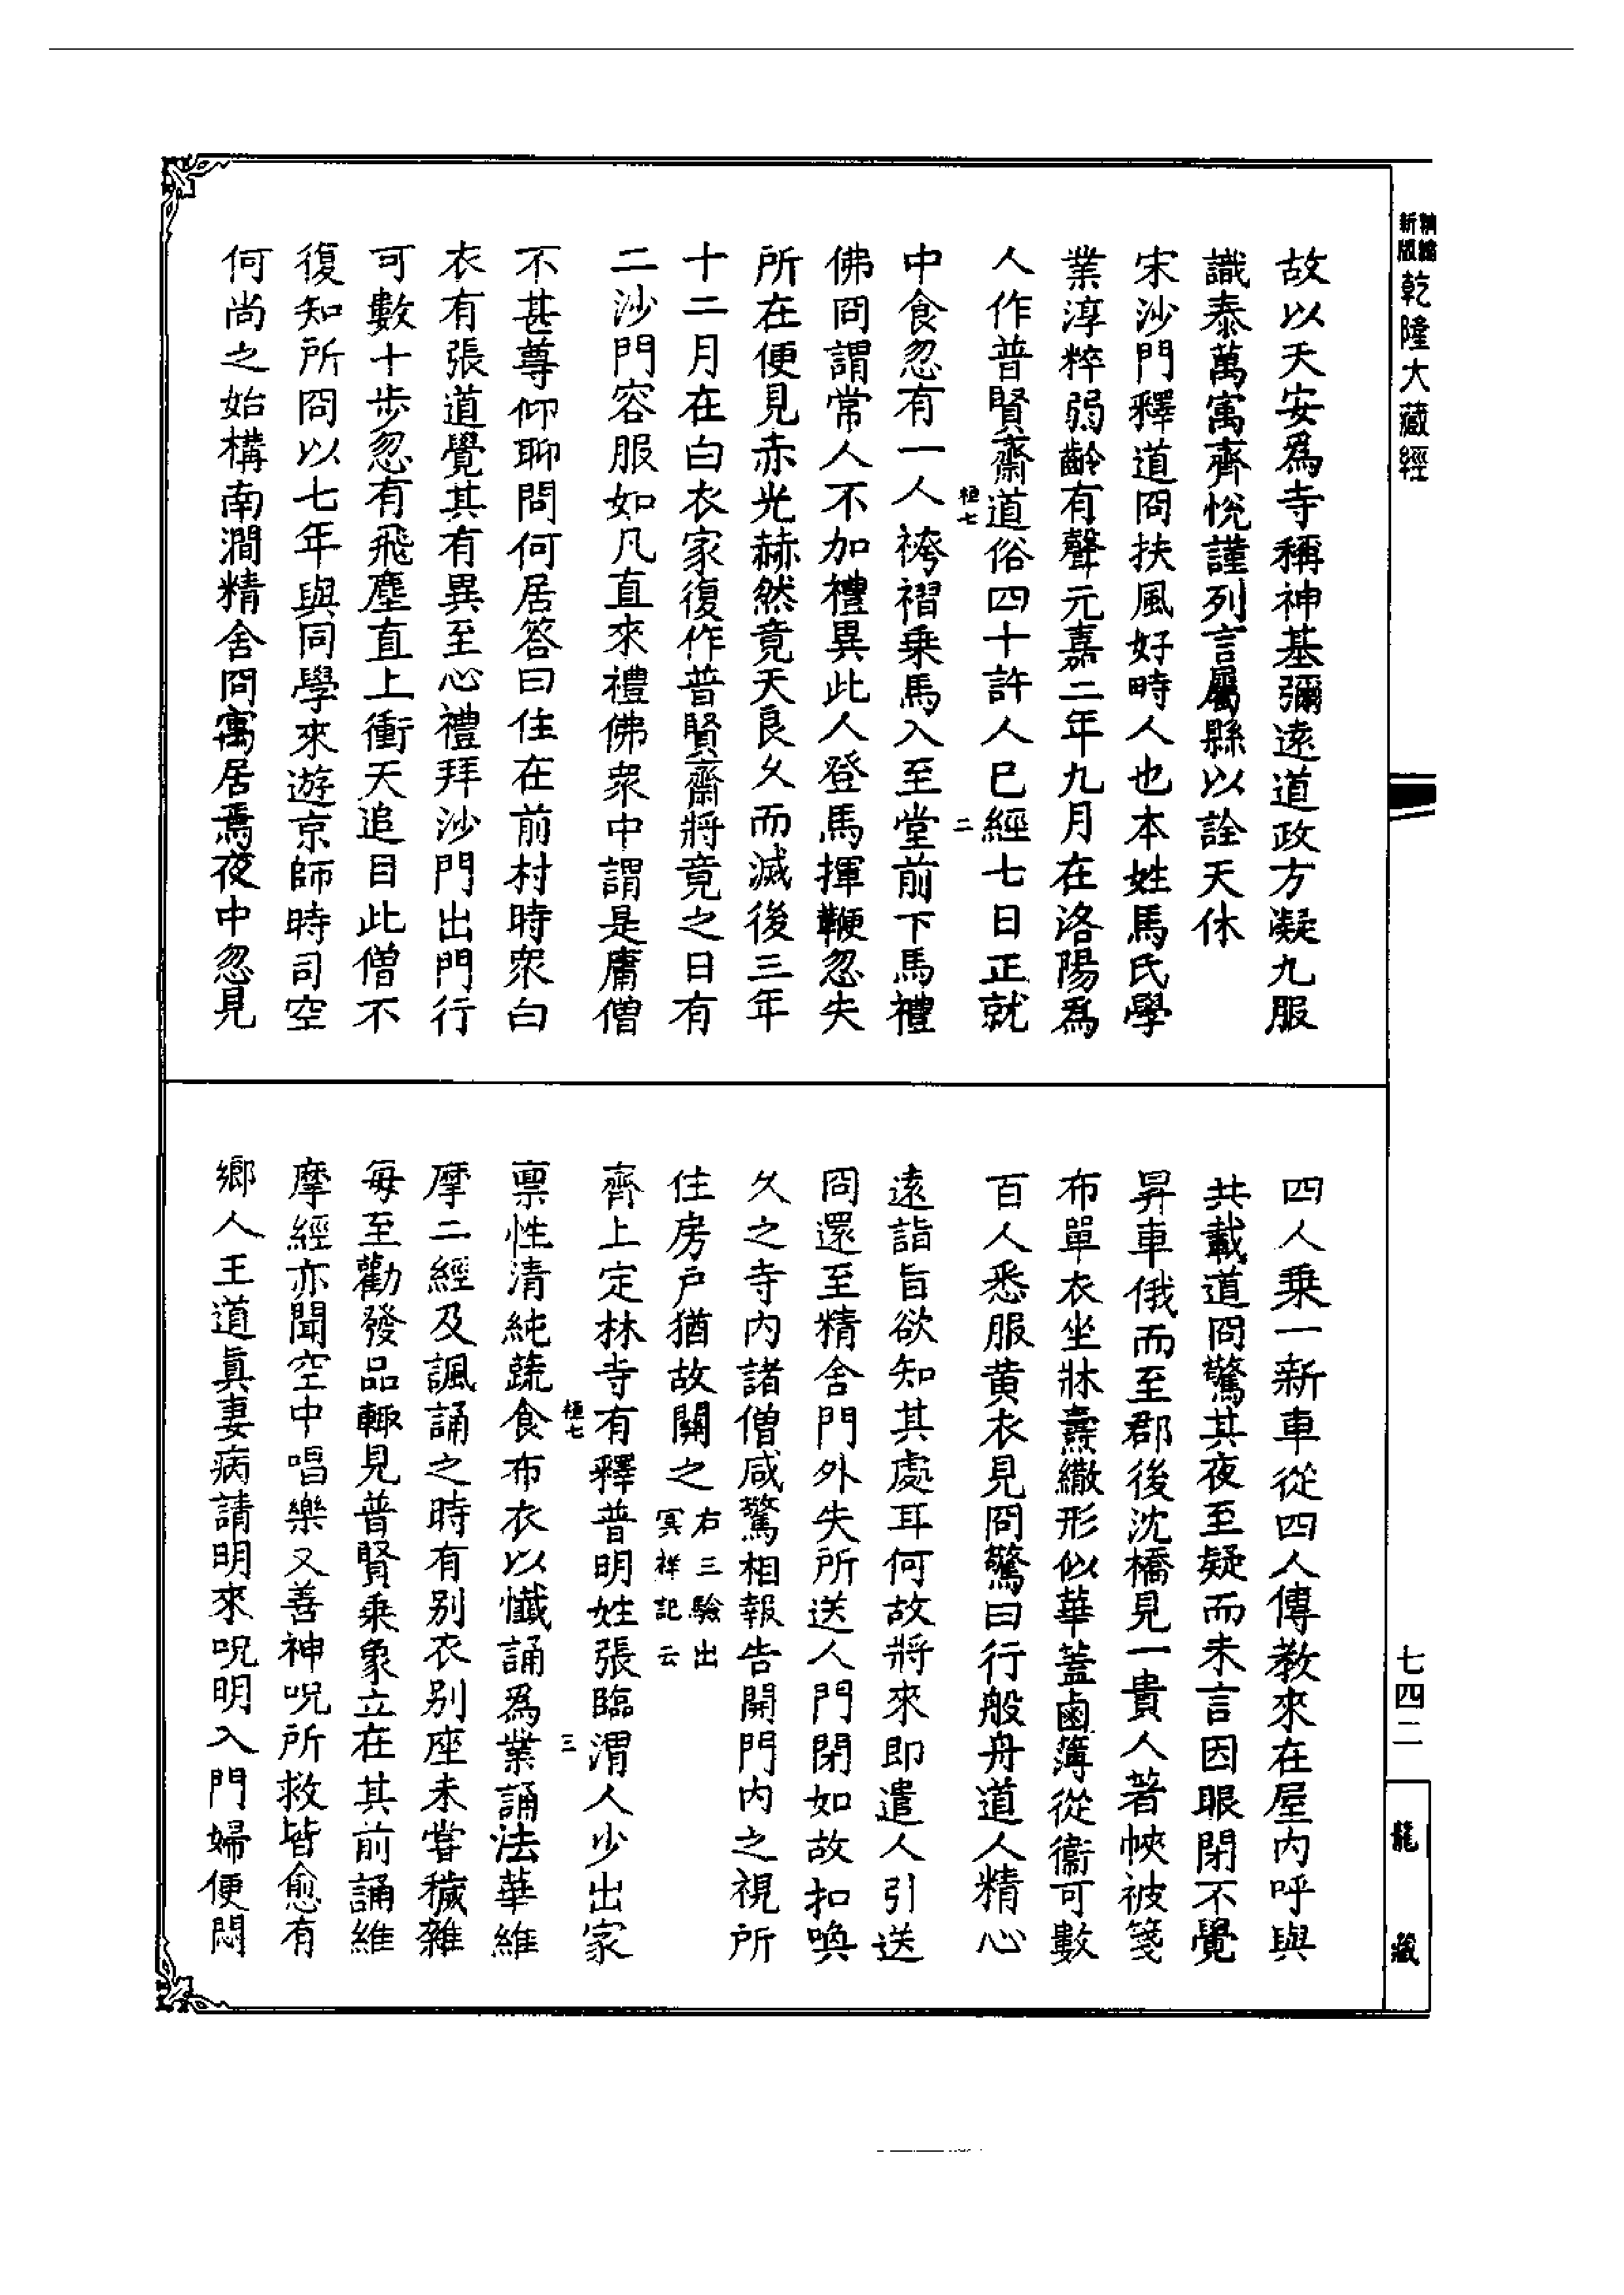 精縮新版
乾隆大藏經
故以天安爲寺稱神基彌遠道政方凝九服
識泰萬寓齊悅謹列言屬縣以詮天休
宋沙門釋道冏扶風好時人也本姓馬氏學
業淳粹弱齡有聲元嘉二年九月在洛陽爲
人作普賢齋道俗四十許人已經七日正就
極七
二
中食忽有一人袴褶乗馬入至堂前下馬禮
佛冏謂常人不加禮異此人登馬揮鞭忽失
所在便見赤光赫然竟天良久而滅後三年
十二月在白衣家復作普賢齋將竟之日有
二沙門容服如凡直來禮佛衆中謂是庸僧
不甚尊仰聊問何居答曰住在前村時衆白
衣有張道覺其有異至心禮拜沙門出門行
可數十步忽有飛塵直上衝天追目此僧不
復知所冏以七年與同學來遊京師時司空
何尚之始構南澗精舍冏寓居焉夜中忽見
四人乗一新車從四人傳教來在屋内呼與
共載道冏驚其夜至疑而未言因眼閉不覺
昇車俄而至郡後沈橋見一貴人著帢被箋
布單衣坐牀燾繖形似華蓋鹵薄從衞可數
百人悉服黄衣見冏驚曰行般舟道人精心
遠詣旨欲知其處耳何故將來即遣人引送
冏還至精舍門外失所送人門閉如故扣喚
久之寺内諸僧咸驚相報告開門内之視所
住房戸猶故關之
右三驗出
冥祥記云
齊上定林寺有釋普明姓張臨渭人少出家
極七
三
禀性清純蔬食布衣以懺誦爲業誦法華維
摩二經及諷誦之時有别衣别座未甞穢雜
每至勸發品輙見普賢乗象立在其前誦維
摩經亦聞空中唱樂又善神呪所救皆愈有
鄉人王道真妻病請明來呪明入門婦便悶
七四二
龍藏